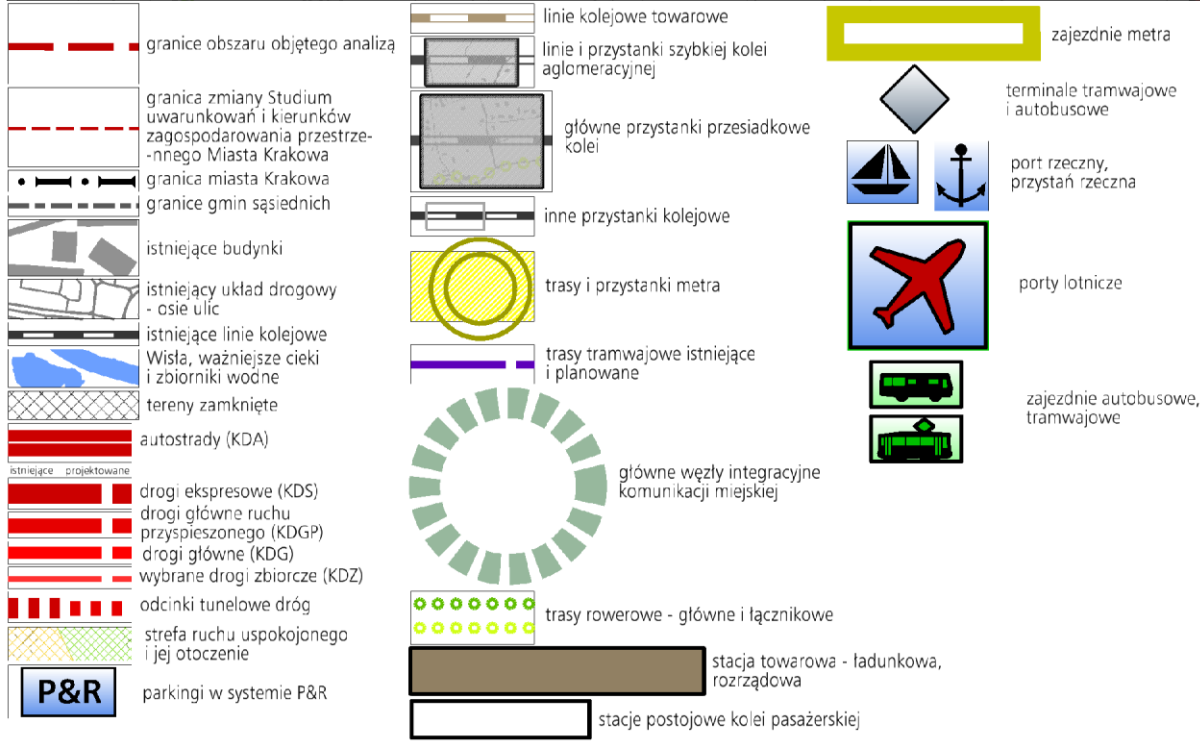 granice obszaru objętego analizą
granica zmiany Studium
uwarunkowań i kierunków
zagospodarowania przestrze-
-nnego Miasta Krakowa
granica miasta Krakowa
granice gmin sąsiednich
istniejące budynki
istniejący układ drogowy
- osie ulic
istniejące linie kolejowe
Wisła, ważniejsze cieki
i zbiorniki wodne
tereny zamknięte
autostrady (KDA)
istniejące projektowane
drogi ekspresowe (KDS)
drogi główne ruchu
przyspieszonego (KDGP)
drogi główne (KDG)
wybrane drogi zbiorcze (KDZ)
odcinki tunelowe dróg
strefa ruchu uspokojonego
i jej otoczenie
P&R
parkingi w systemie P&R
linie kolejowe towarowe
linie i przystanki szybkiej kolei
aglomeracyjnej
główne przystanki przesiadkowe
kolei
inne przystanki kolejowe
trasy i przystanki metra
trasy tramwajowe istniejące
i planowane
główne węzły integracyjne
komunikacji miejskiej
trasy rowerowe - główne i łącznikowe
stacja towarowa - ładunkowa,
rozrządowa
stacje postojowe kolei pasażerskiej
zajezdnie metra
terminale tramwajowe
i autobusowe
port rzeczny,
przystań rzeczna
porty lotnicze
zajezdnie autobusowe,
tramwajowe